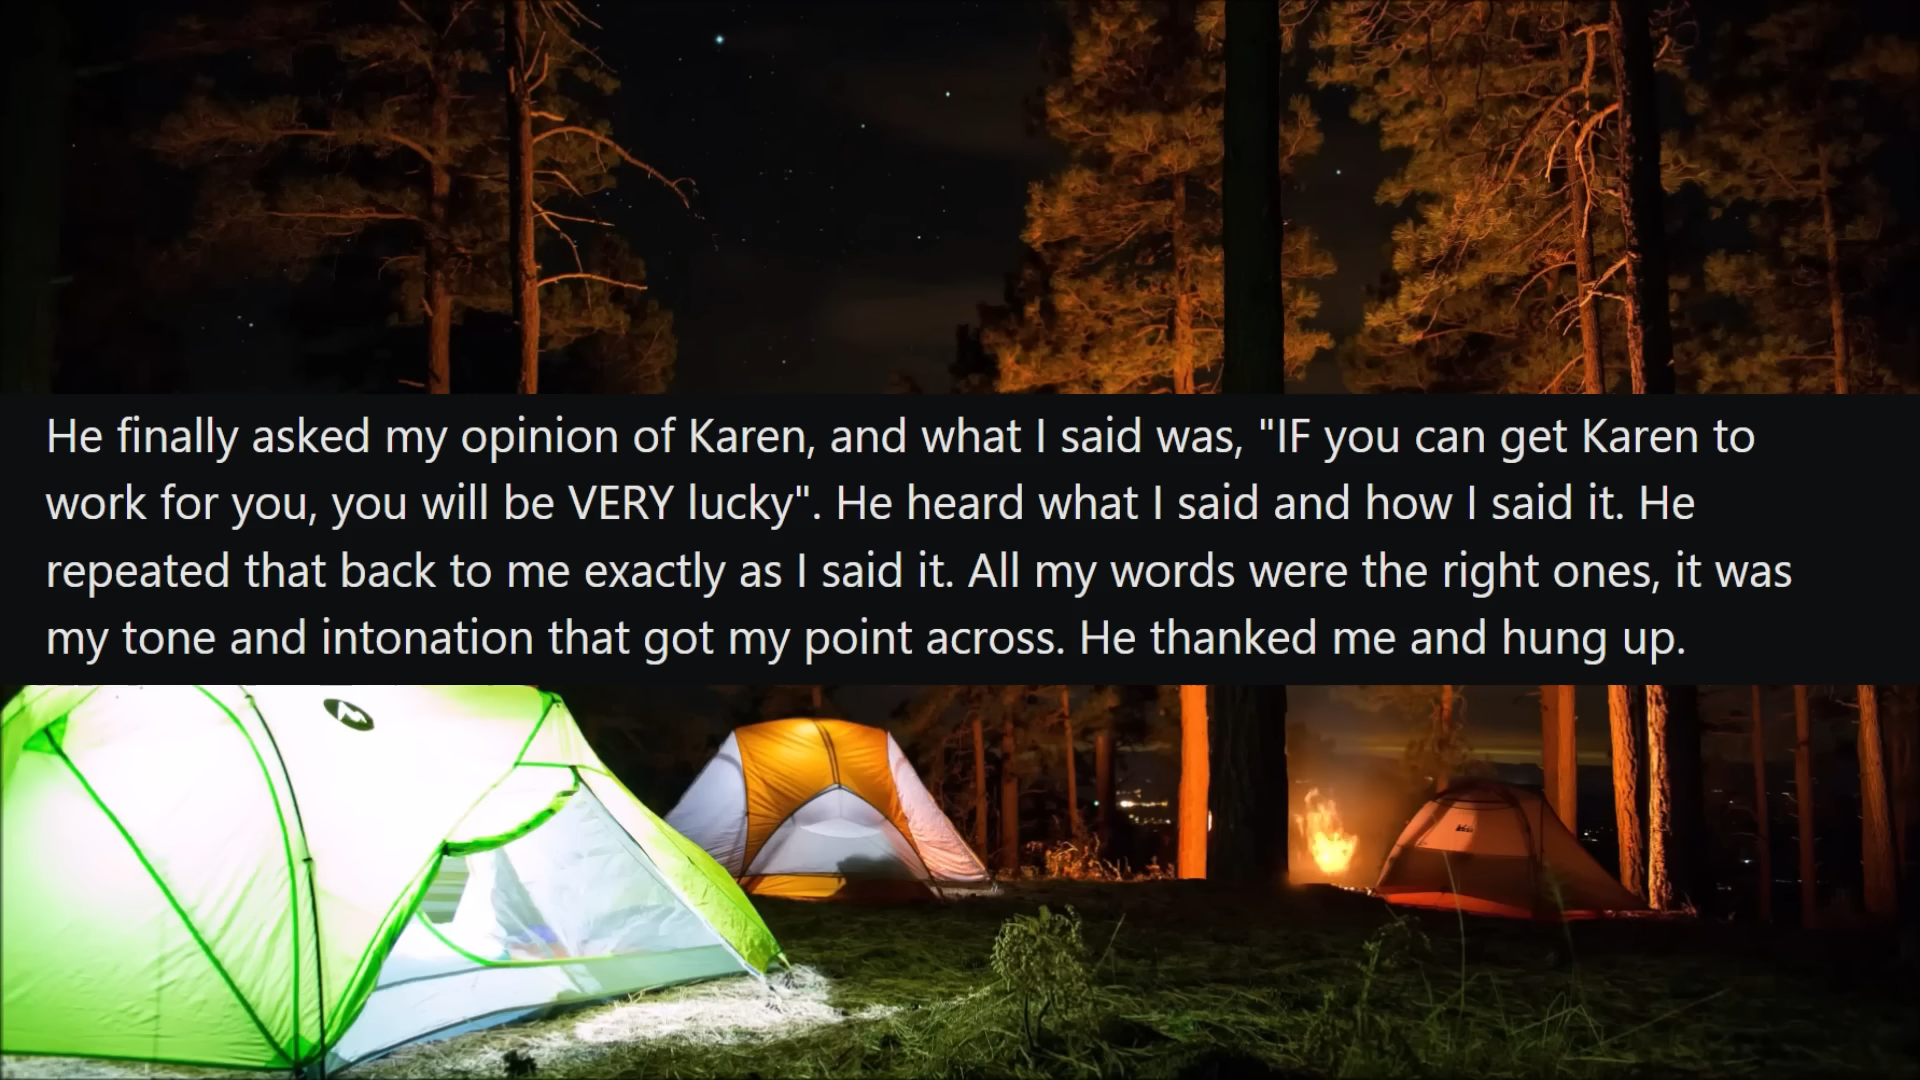 He finally asked my opinion of Karen, and what I said was, "IF you can get Karen to
work for you, you will be VERY lucky". He heard what I said and how I said it. He
repeated that back to me exactly as I said it. All my words were the right ones, it was
my tone and intonation that got my point across. He thanked me and hung up.